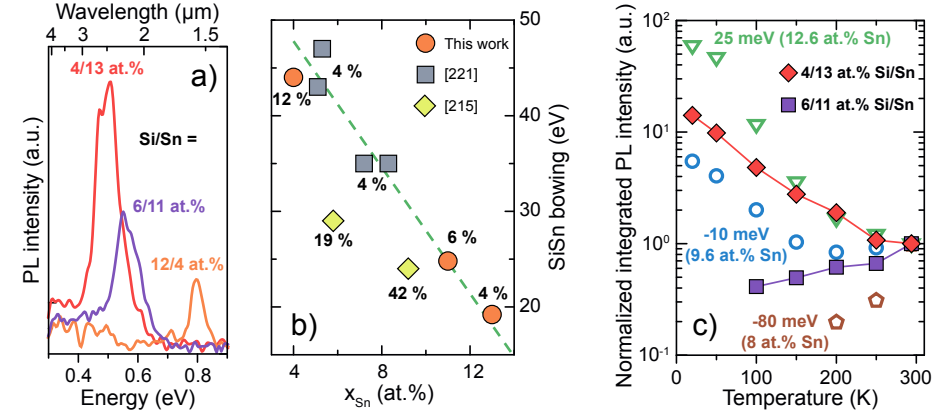 Wavelength (μm)
4 3 2 1.5
a)
4/13 at.%
Si/Sn =
6/11 at.%
12/4 at.%
PL intensity (a.u.)
0.4 0.6 0.8
Energy (eV)
This work
[221]
[215]
4 %
12 %
4 %
19 %
6 %
42 %
4 %
b)
50
40
30
20
SiSn bowing (eV)
4 8 12
xSn (at.%)
Normalized integrated PL intensity (a.u.)
10²
10¹
10⁰
10⁻¹
25 meV (12.6 at.% Sn)
4/13 at.% Si/Sn
6/11 at.% Si/Sn
-10 meV
(9.6 at.% Sn)
-80 meV
(8 at.% Sn)
c)
0 50 100 150 200 250 300
Temperature (K)